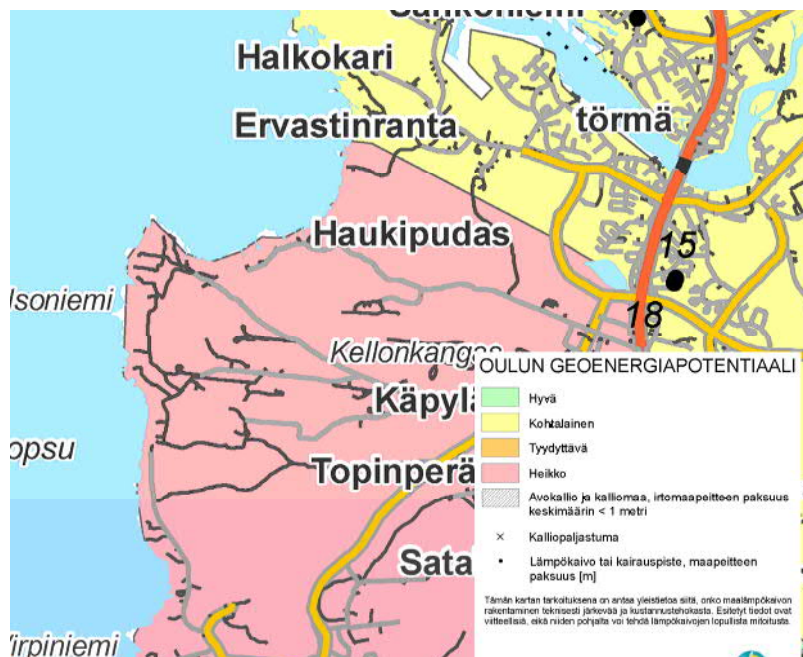 Halkokari
Ervastinranta
törmä
Haukipudas
15
Isoniemi
18
Kellonkangas
OULUN GEOENERGIAPOTENTIAALI
Hyvä
Käpylä
Kohtalainen
Tyydyttävä
opsu
Topinperä
Heikko
Avokallio ja kalliomaa, irtomaapeitteen paksuus
keskimäärin < 1 metri
Kalliopaljastuma
Sata
Lämpökaivo tai kairauspiste, maapeitteen
paksuus [m]
Tämän kartan tarkoituksena on antaa yleistietoa siitä, onko maalämpökaivon
rakentaminen teknisesti järkevää ja kustannustehokasta. Esitetyt tiedot ovat
viitteellisiä, eikä niiden pohjalta voi tehdä lämpökaivojen lopullista mitoitusta.
Virpiniemi